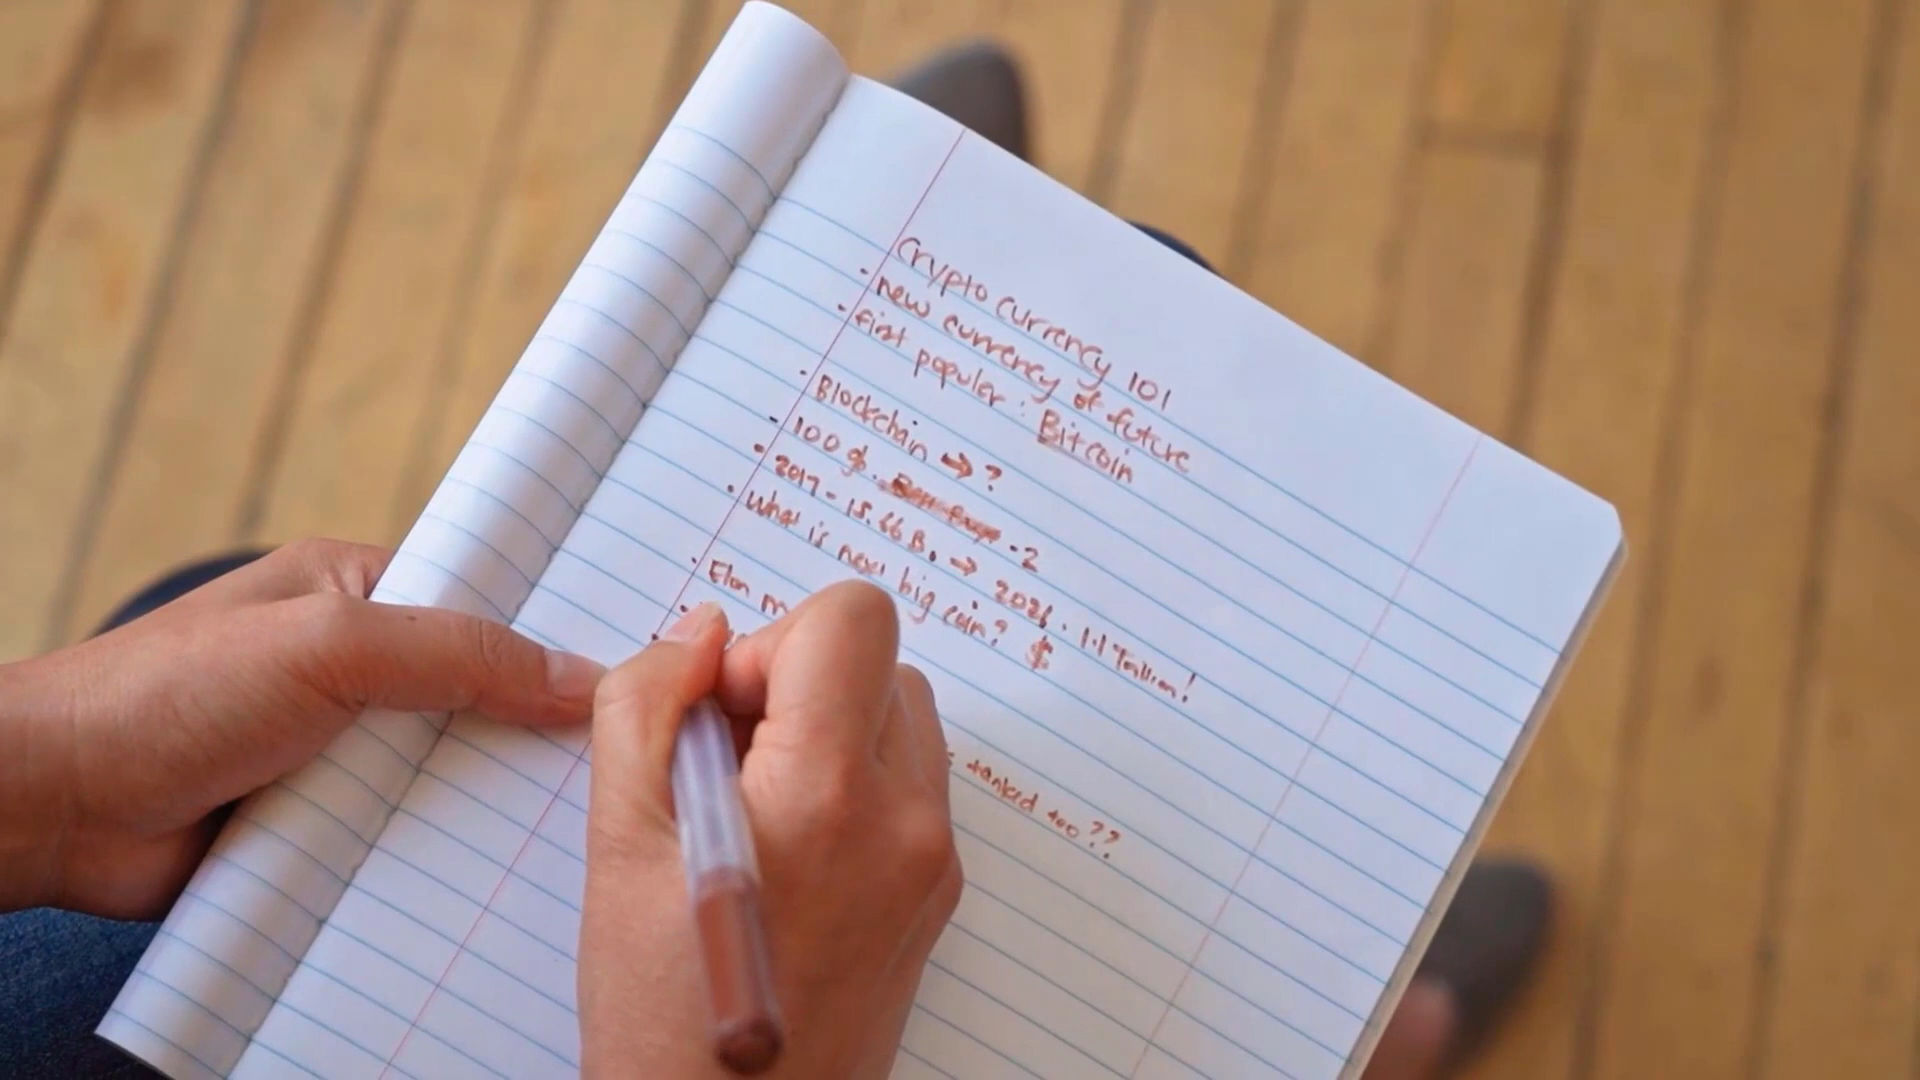 Crypto currency 101
· new currency of future
· first popular : Bitcoin
· Blockchain → ?
· 100 $. · 2
· 2017 - 15.66 B. → 2021 . 1.1 Trillion!
· What is next big coin? $
· Elon m
tanked too ??